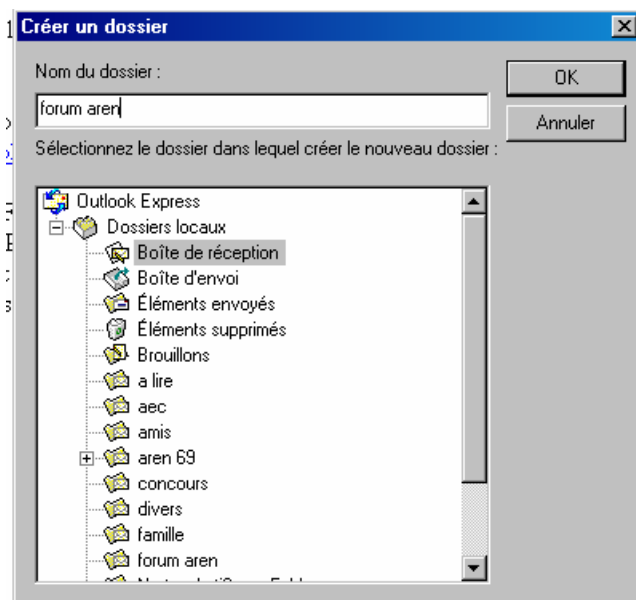 Créer un dossier
Nom du dossier :
OK
forum aren
Annuler
Sélectionnez le dossier dans lequel créer le nouveau dossier :
Outlook Express
Dossiers locaux
Boîte de réception
Boîte d'envoi
Éléments envoyés
Éléments supprimés
Brouillons
a lire
aec
amis
aren 69
concours
divers
famille
forum aren